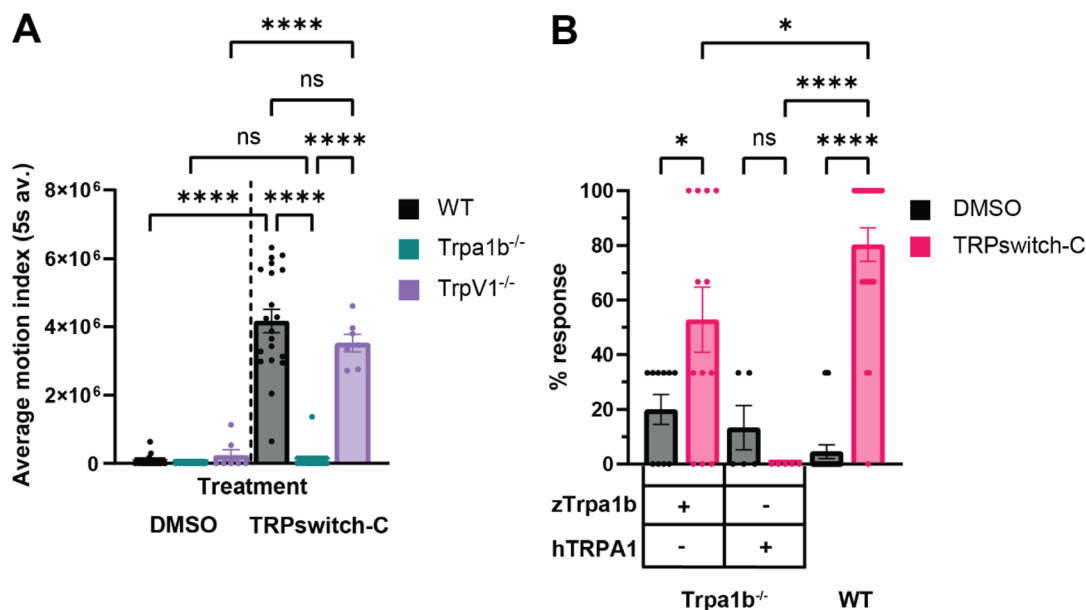 A
****
ns
ns
****
****
****
Average motion index (5s av.)
8×10⁶
6×10⁶
4×10⁶
2×10⁶
0
WT
Trpa1b⁻/⁻
TrpV1⁻/⁻
Treatment
DMSO TRPswitch-C
B
*
****
*
ns
****
% response
100
80
60
40
20
0
DMSO
TRPswitch-C
zTrpa1b + -
hTRPA1 - +
Trpa1b⁻/⁻ WT